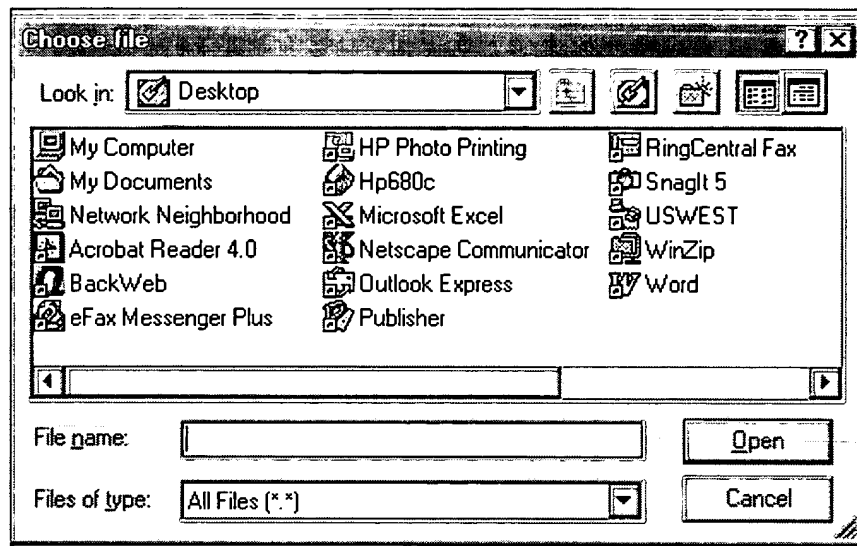 Choose file ? X
Look in: Desktop
My Computer HP Photo Printing RingCentral Fax
My Documents Hp680c SnagIt 5
Network Neighborhood Microsoft Excel USWEST
Acrobat Reader 4.0 Netscape Communicator WinZip
BackWeb Outlook Express Word
eFax Messenger Plus Publisher
File name: Open
Files of type: All Files (*.*) Cancel